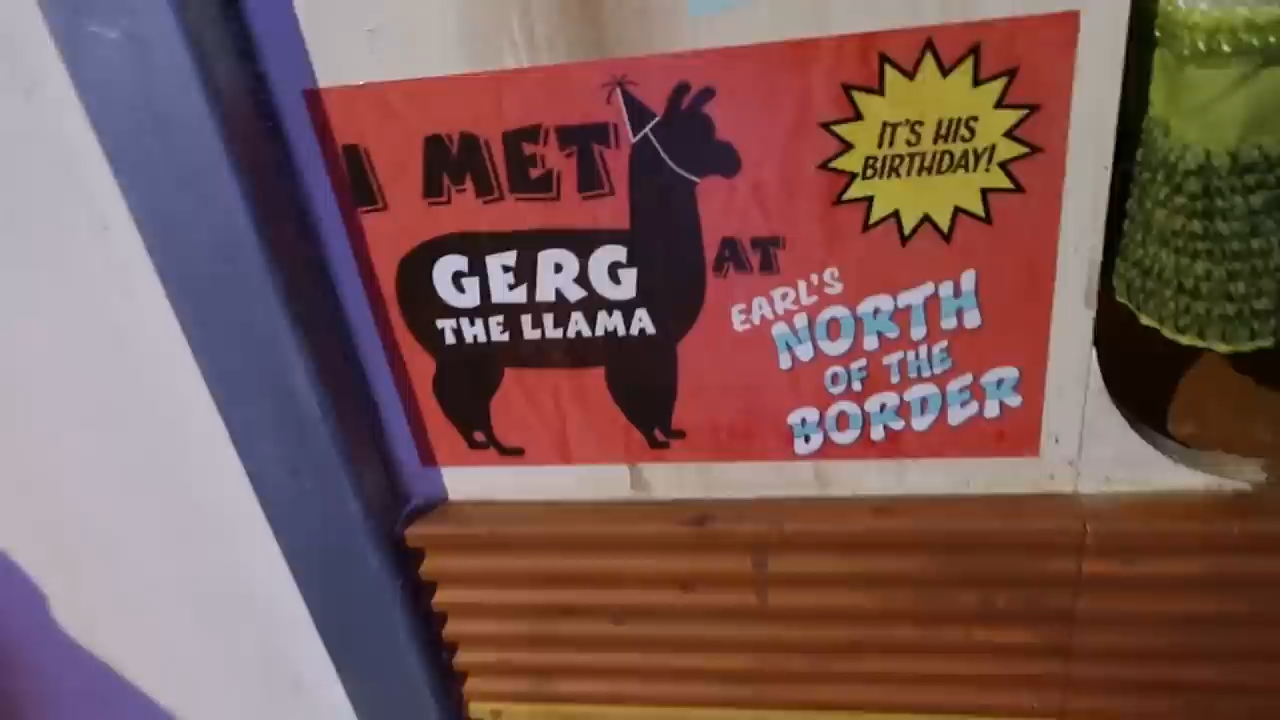 I MET
GERG
THE LLAMA
AT
EARL'S
NORTH
OF THE
BORDER
IT'S HIS
BIRTHDAY!